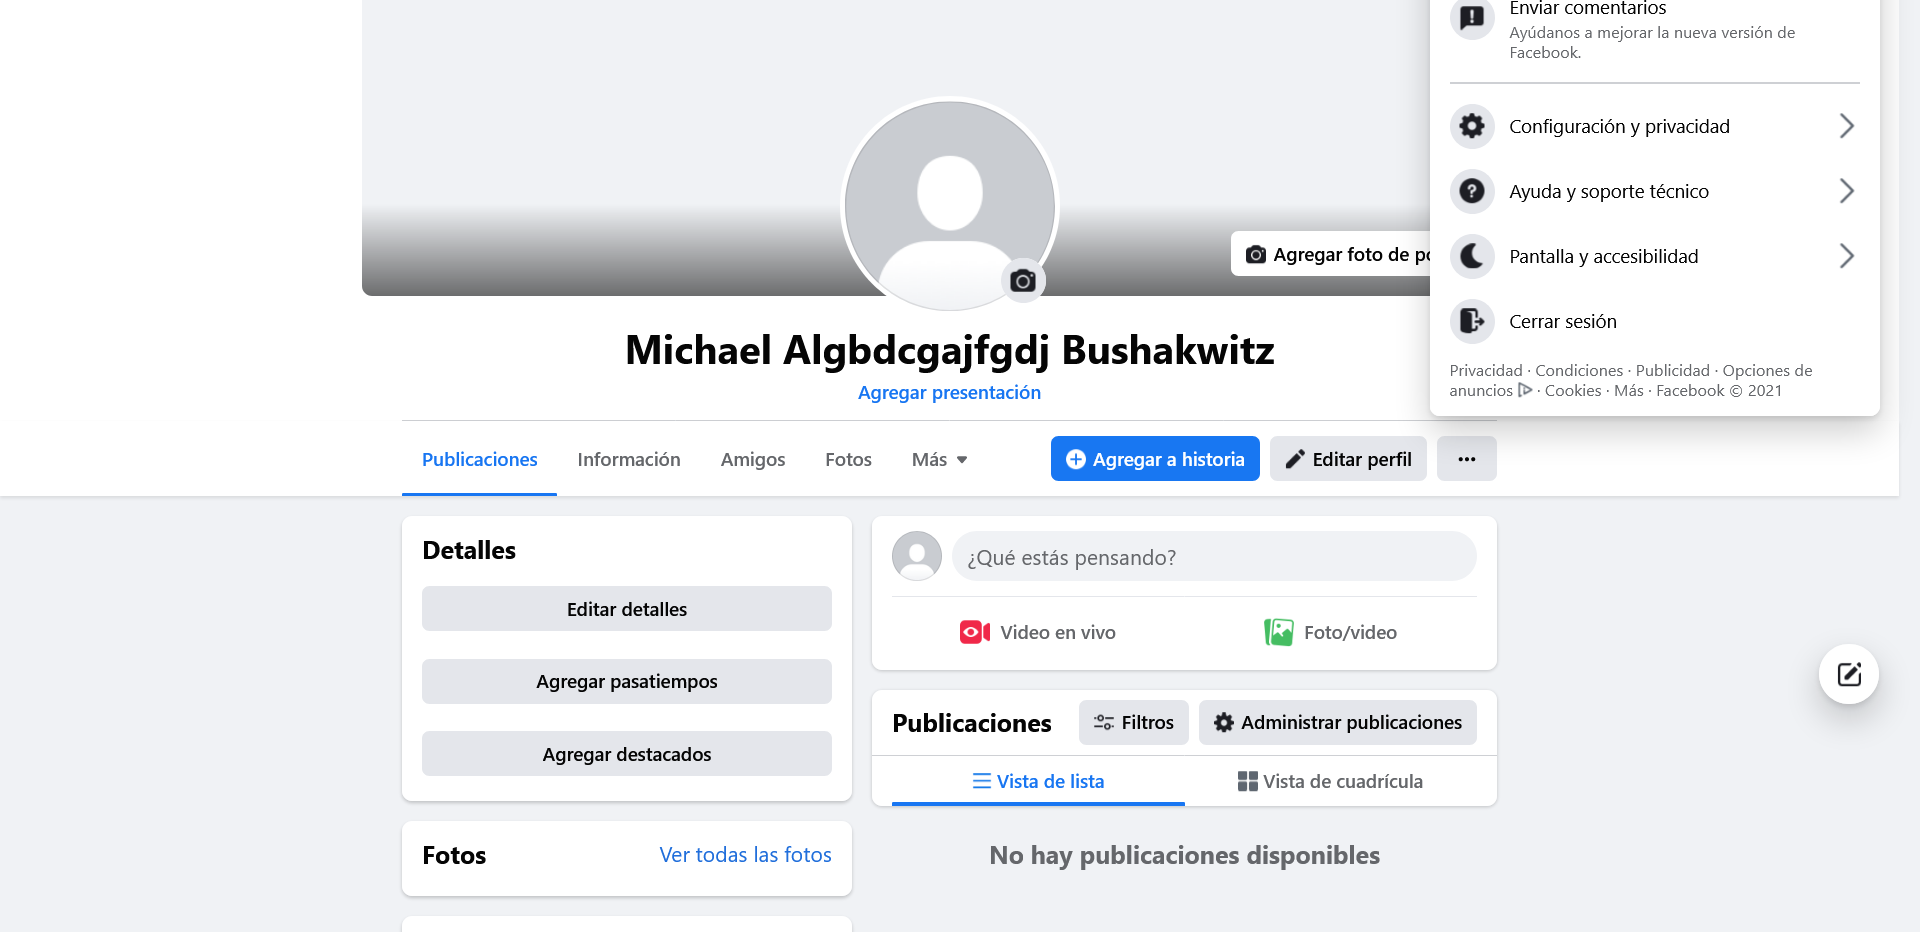 Enviar comentarios
Ayúdanos a mejorar la nueva versión de
Facebook.
Configuración y privacidad
Ayuda y soporte técnico
Pantalla y accesibilidad
Cerrar sesión
Privacidad · Condiciones · Publicidad · Opciones de
anuncios · Cookies · Más · Facebook © 2021
Agregar foto de
Michael Algbdcgajfgdj Bushakwitz
Agregar presentación
Publicaciones
Información
Amigos
Fotos
Más
Agregar a historia
Editar perfil
Detalles
Editar detalles
Agregar pasatiempos
Agregar destacados
Fotos
Ver todas las fotos
¿Qué estás pensando?
Video en vivo
Foto/video
Publicaciones
Filtros
Administrar publicaciones
Vista de lista
Vista de cuadrícula
No hay publicaciones disponibles